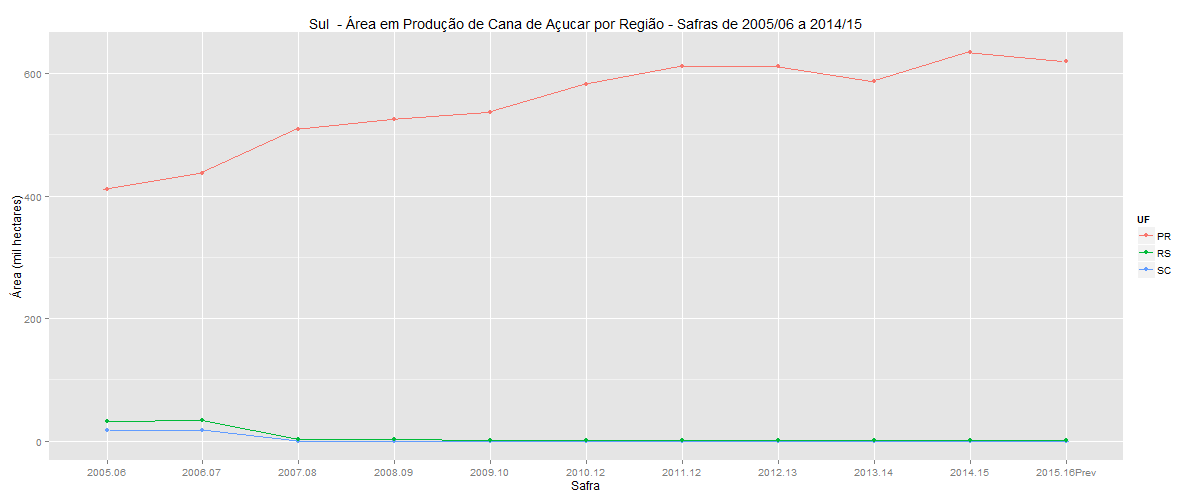 Sul  - Área em Produção de Cana de Açucar por Região - Safras de 2005/06 a 2014/15
Área (mil hectares)
600
400
200
0
2005.06 2006.07 2007.08 2008.09 2009.10 2010.12 2011.12 2012.13 2013.14 2014.15 2015.16Prev
Safra
UF
PR
RS
SC